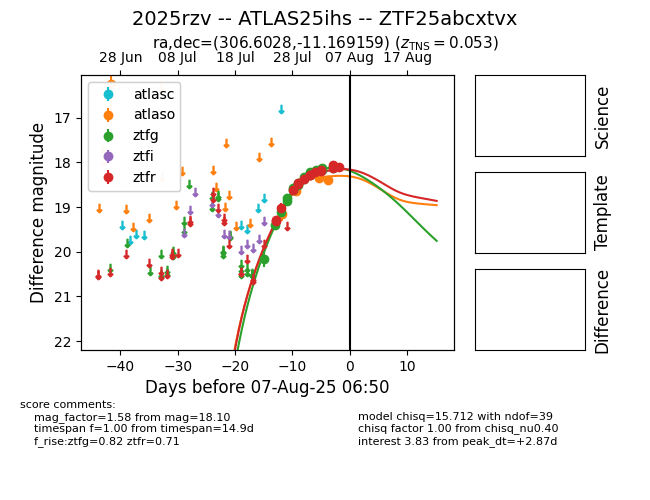 2025rzv -- ATLAS25ihs -- ZTF25abcxtvx
ra,dec=(306.6028,-11.169159) (z_TNS = 0.053)
28 Jun 08 Jul 18 Jul 28 Jul 07 Aug 17 Aug
atlasc
atlaso
ztfg
ztfi
ztfr
17
18
19
20
21
22
Difference magnitude
−40 −30 −20 −10 0 10
Days before 07-Aug-25 06:50
Science
Template
Difference
score comments:
mag_factor=1.58 from mag=18.10
timespan f=1.00 from timespan=14.9d
f_rise:ztfg=0.82 ztfr=0.71
model chisq=15.712 with ndof=39
chisq factor 1.00 from chisq_nu0.40
interest 3.83 from peak_dt=+2.87d